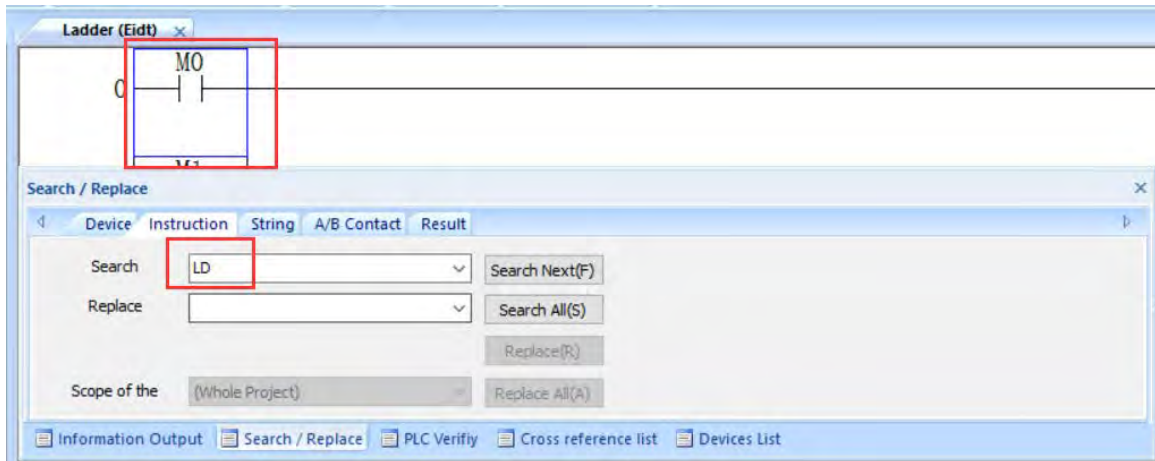 Ladder (Eidt)
M0
0
M1
Search / Replace
Device Instruction String A/B Contact Result
Search LD Search Next(F)
Replace Search All(S)
Replace(R)
Scope of the (Whole Project) Replace All(A)
Information Output Search / Replace PLC Verifiy Cross reference list Devices List